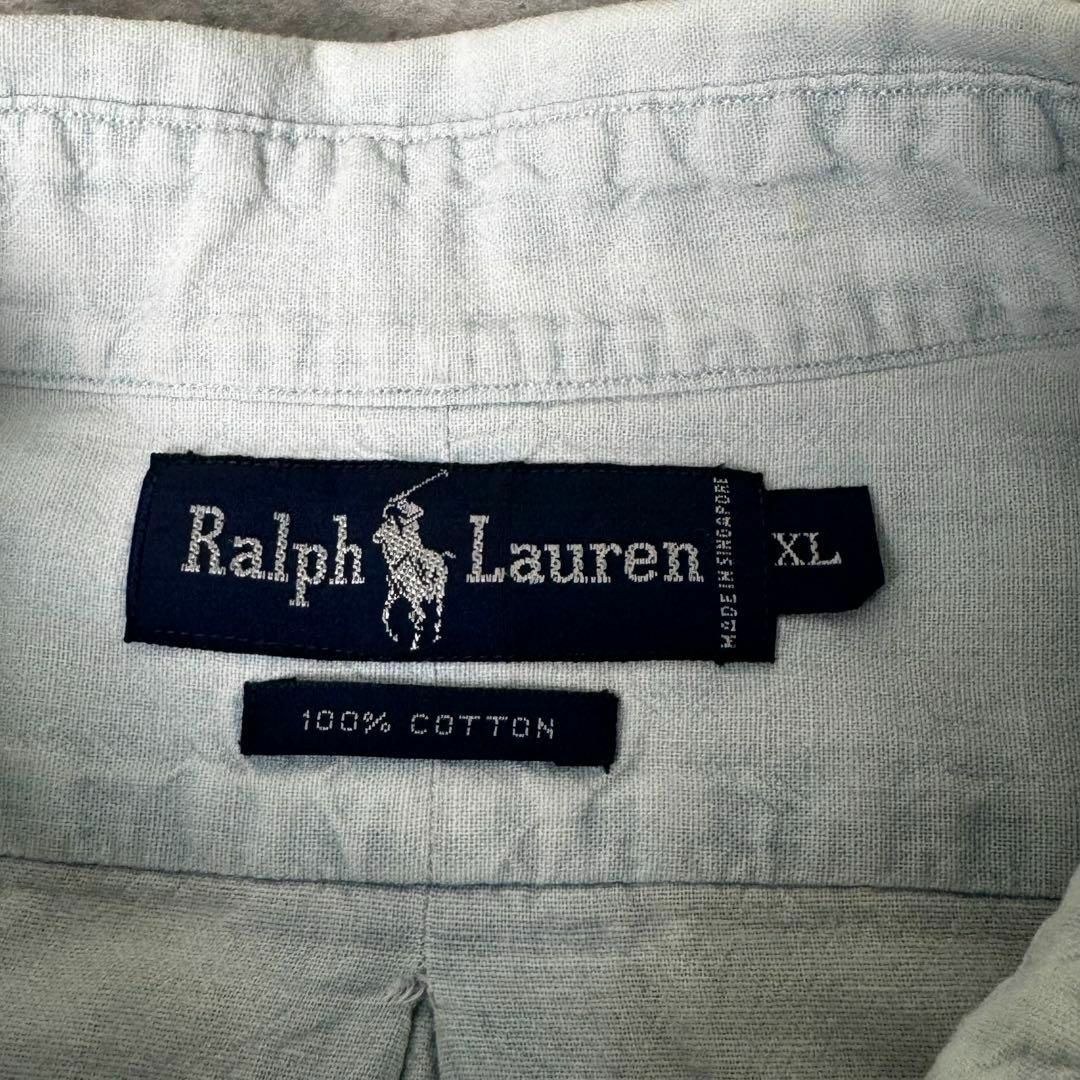 Ralph Lauren
MADE IN SINGAPORE
XL
100% COTTON